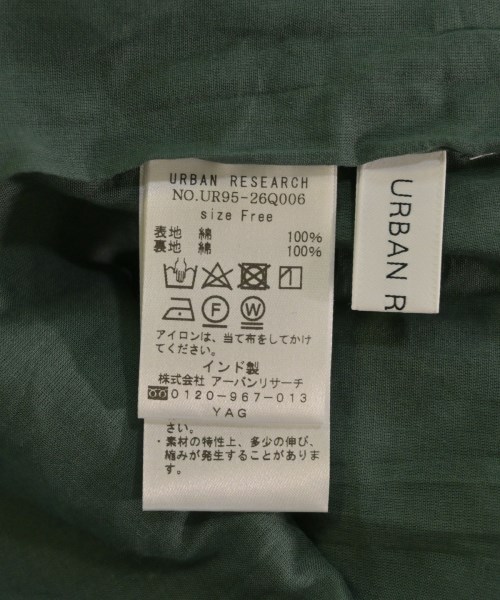 URBAN RESEARCH
NO.UR95-26Q006
size Free
表地 綿 100%
裏地 綿 100%
F W
アイロンは、当て布をしてかけ
てください。
インド製
株式会社 アーバンリサーチ
0120-967-013
YAG
さい。
・素材の特性上、多少の伸び、
縮みが発生することがありま
す。
URBAN R